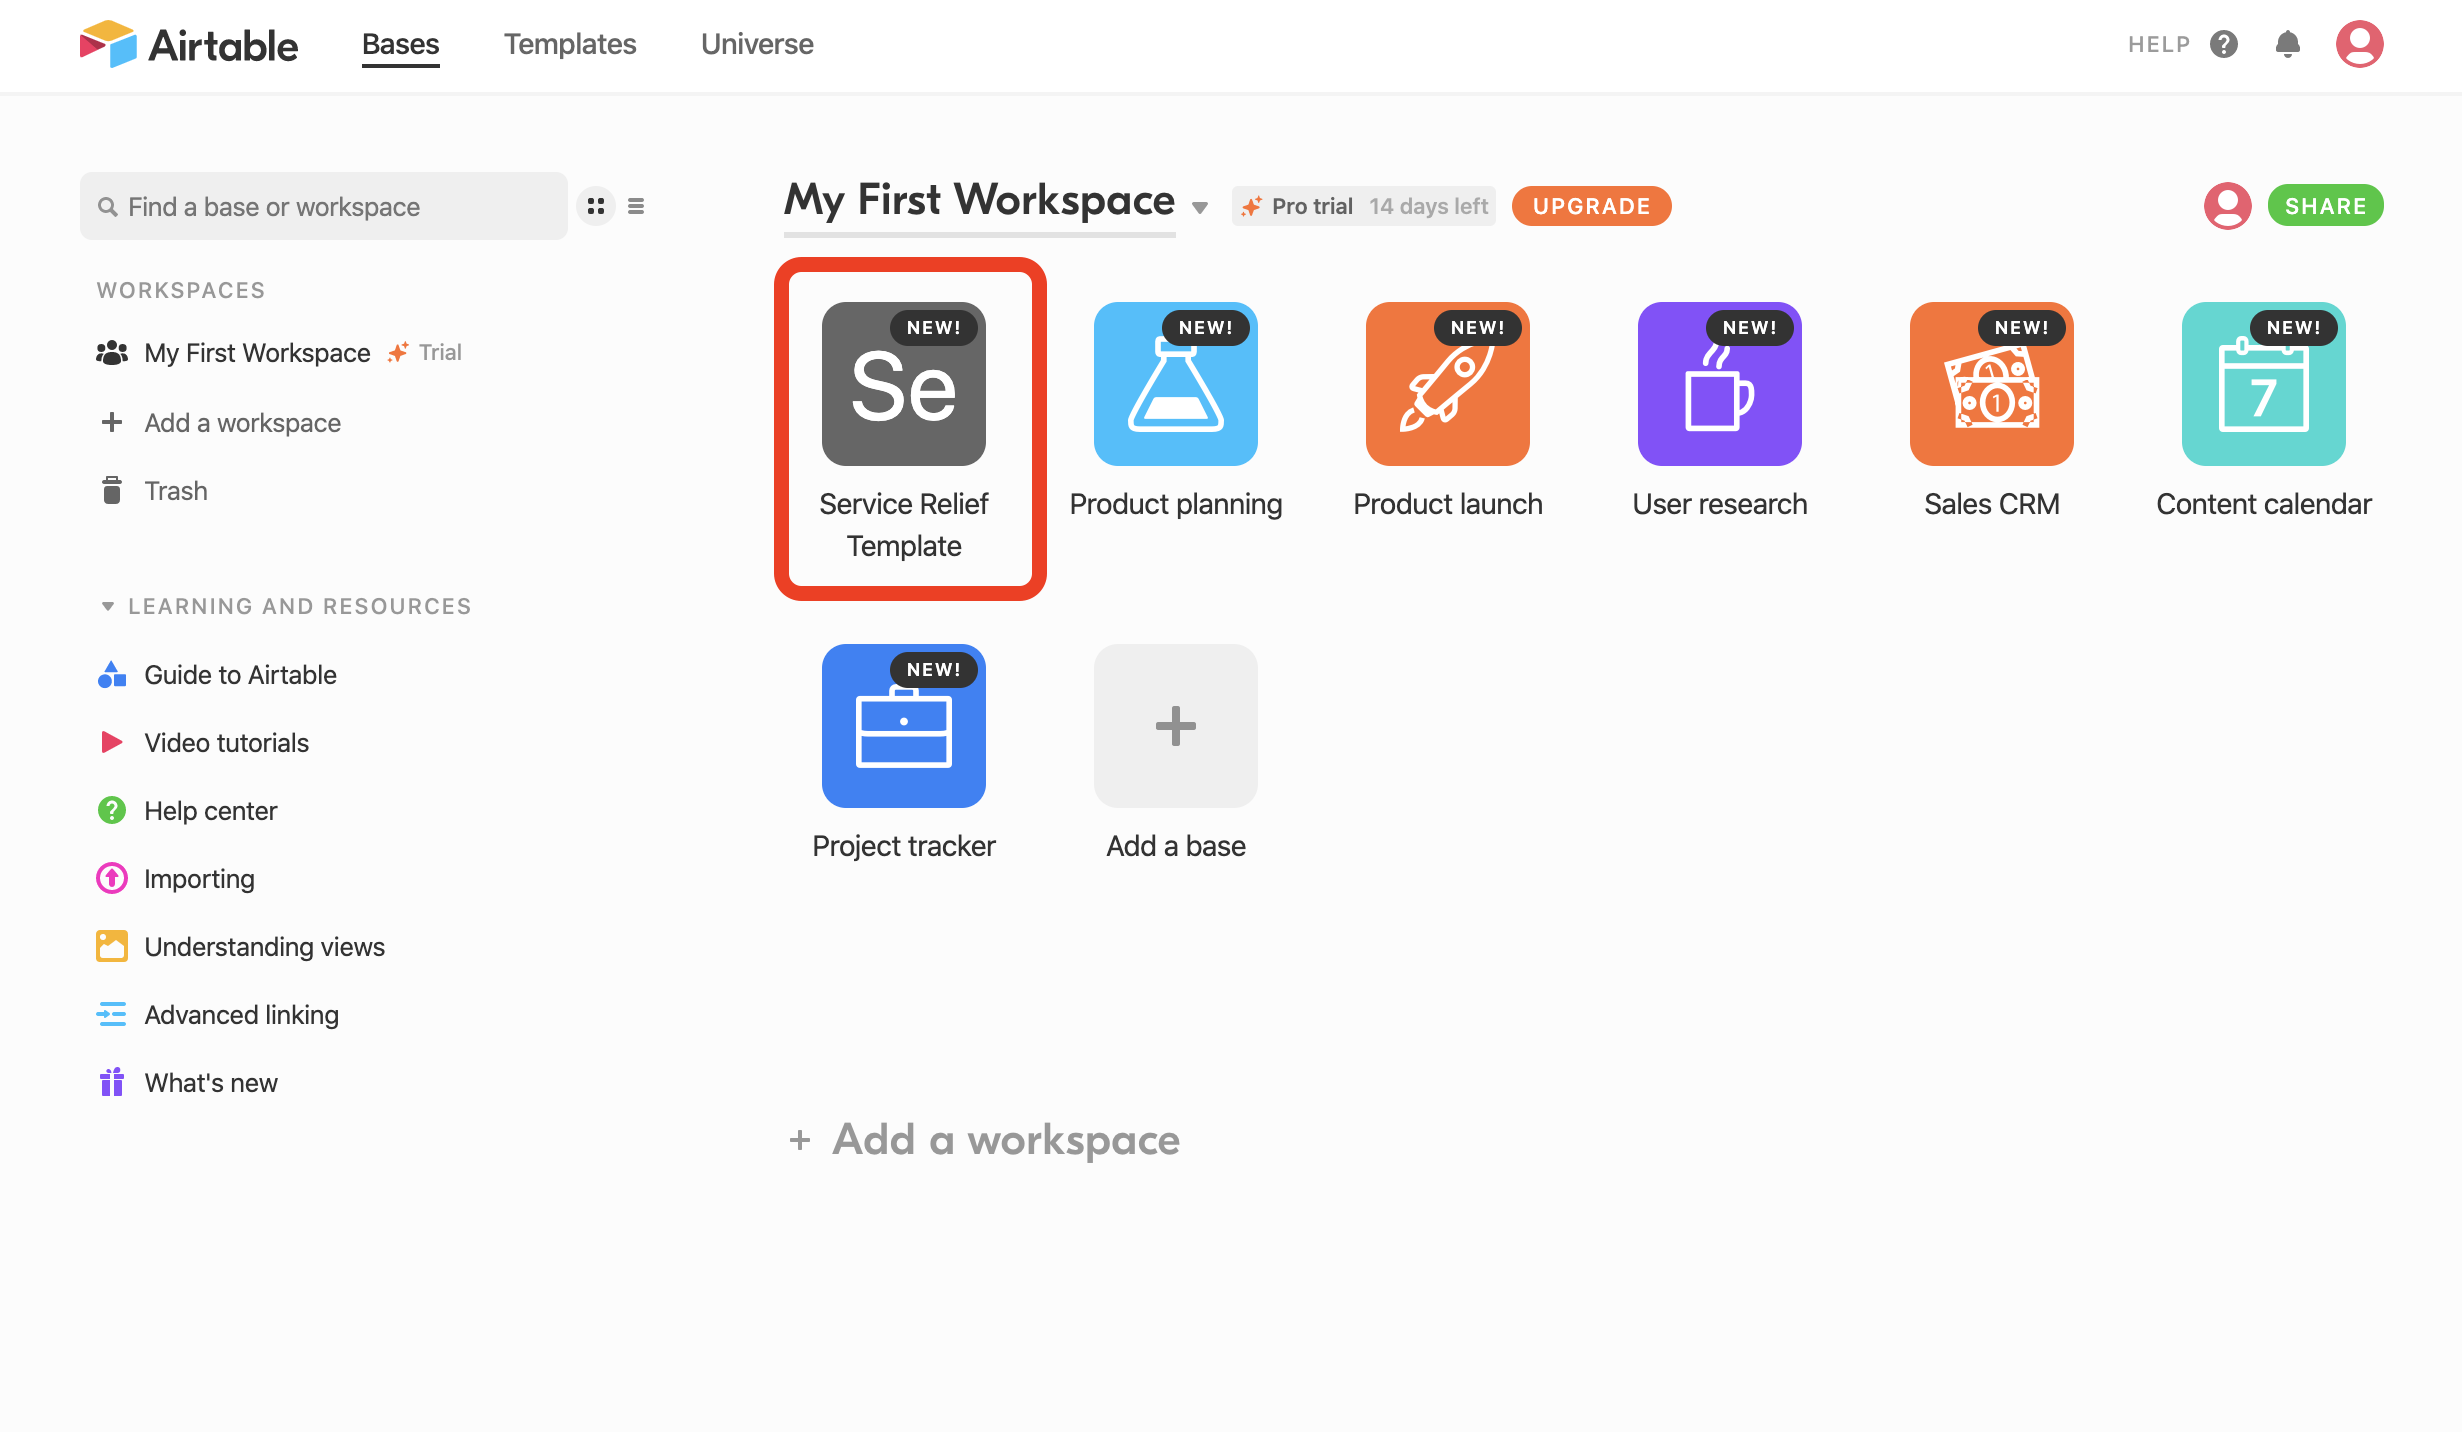 Airtable
Bases
Templates
Universe
HELP
Find a base or workspace
WORKSPACES
My First Workspace Trial
Add a workspace
Trash
LEARNING AND RESOURCES
Guide to Airtable
Video tutorials
Help center
Importing
Understanding views
Advanced linking
What's new
My First Workspace
Pro trial 14 days left
UPGRADE
SHARE
NEW!
Se
Service Relief
Template
NEW!
Product planning
NEW!
Product launch
NEW!
User research
NEW!
1
1
Sales CRM
NEW!
7
Content calendar
NEW!
Project tracker
Add a base
Add a workspace